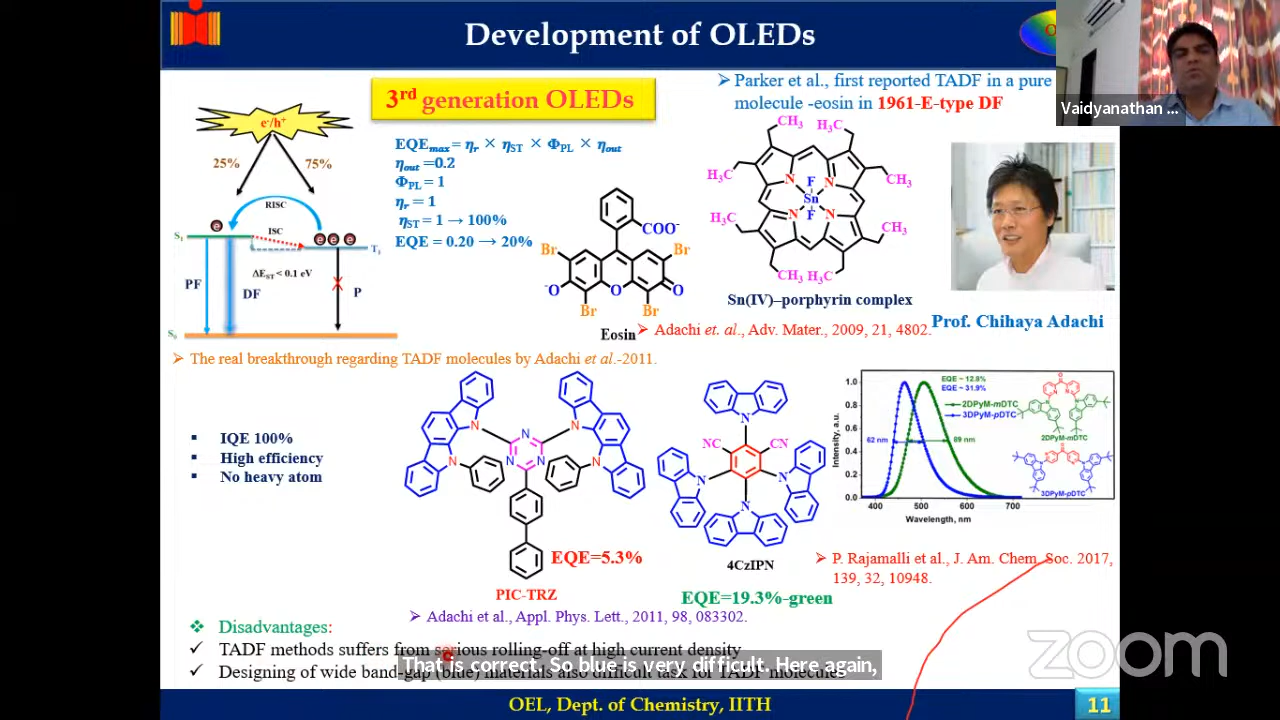 Development of OLEDs
Vaidyanathan ...
3rd generation OLEDs
Parker et al., first reported TADF in a pure
molecule -eosin in 1961-E-type DF
e-/h+
25%
75%
RISC
ISC
S1
T1
ΔEST < 0.1 eV
PF
DF
P
S0
EQEmax = ηr × ηST × ΦPL × ηout
ηout =0.2
ΦPL = 1
ηr = 1
ηST = 1 → 100%
EQE = 0.20 → 20%
COO-
Br
Br
-O
O
O
Br
Br
Eosin
CH3
H3C
H3C
CH3
F
N
N
Sn
N
N
F
H3C
CH3
CH3
H3C
Sn(IV)–porphyrin complex
Prof. Chihaya Adachi
Adachi et. al., Adv. Mater., 2009, 21, 4802.
The real breakthrough regarding TADF molecules by Adachi et al.-2011.
IQE 100%
High efficiency
No heavy atom
N
N
N
N
N
N
N
EQE=5.3%
PIC-TRZ
N
NC
CN
N
N
N
4CzIPN
EQE=19.3%-green
EQE ~ 12.8%
EQE ~ 31.9%
2DPyM-mDTC
3DPyM-pDTC
62 nm
89 nm
2DPyM-mDTC
3DPyM-pDTC
Intensity, a.u.
1.0
0.8
0.6
0.4
0.2
0.0
400
500
600
700
Wavelength, nm
P. Rajamalli et al., J. Am. Chem. Soc. 2017,
139, 32, 10948.
Adachi et al., Appl. Phys. Lett., 2011, 98, 083302.
Disadvantages:
TADF methods suffers from serious rolling-off at high current density
Designing of wide band-gap (blue) materials also difficult task for TADF
That is correct. So blue is very difficult. Here again,
zoom
OEL, Dept. of Chemistry, IITH
11